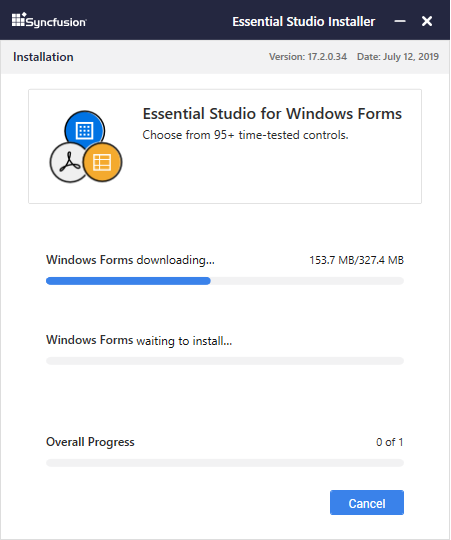 Syncfusion Essential Studio Installer
Installation Version: 17.2.0.34 Date: July 12, 2019
Essential Studio for Windows Forms
Choose from 95+ time-tested controls.
Windows Forms downloading... 153.7 MB/327.4 MB
Windows Forms waiting to install...
Overall Progress 0 of 1
Cancel